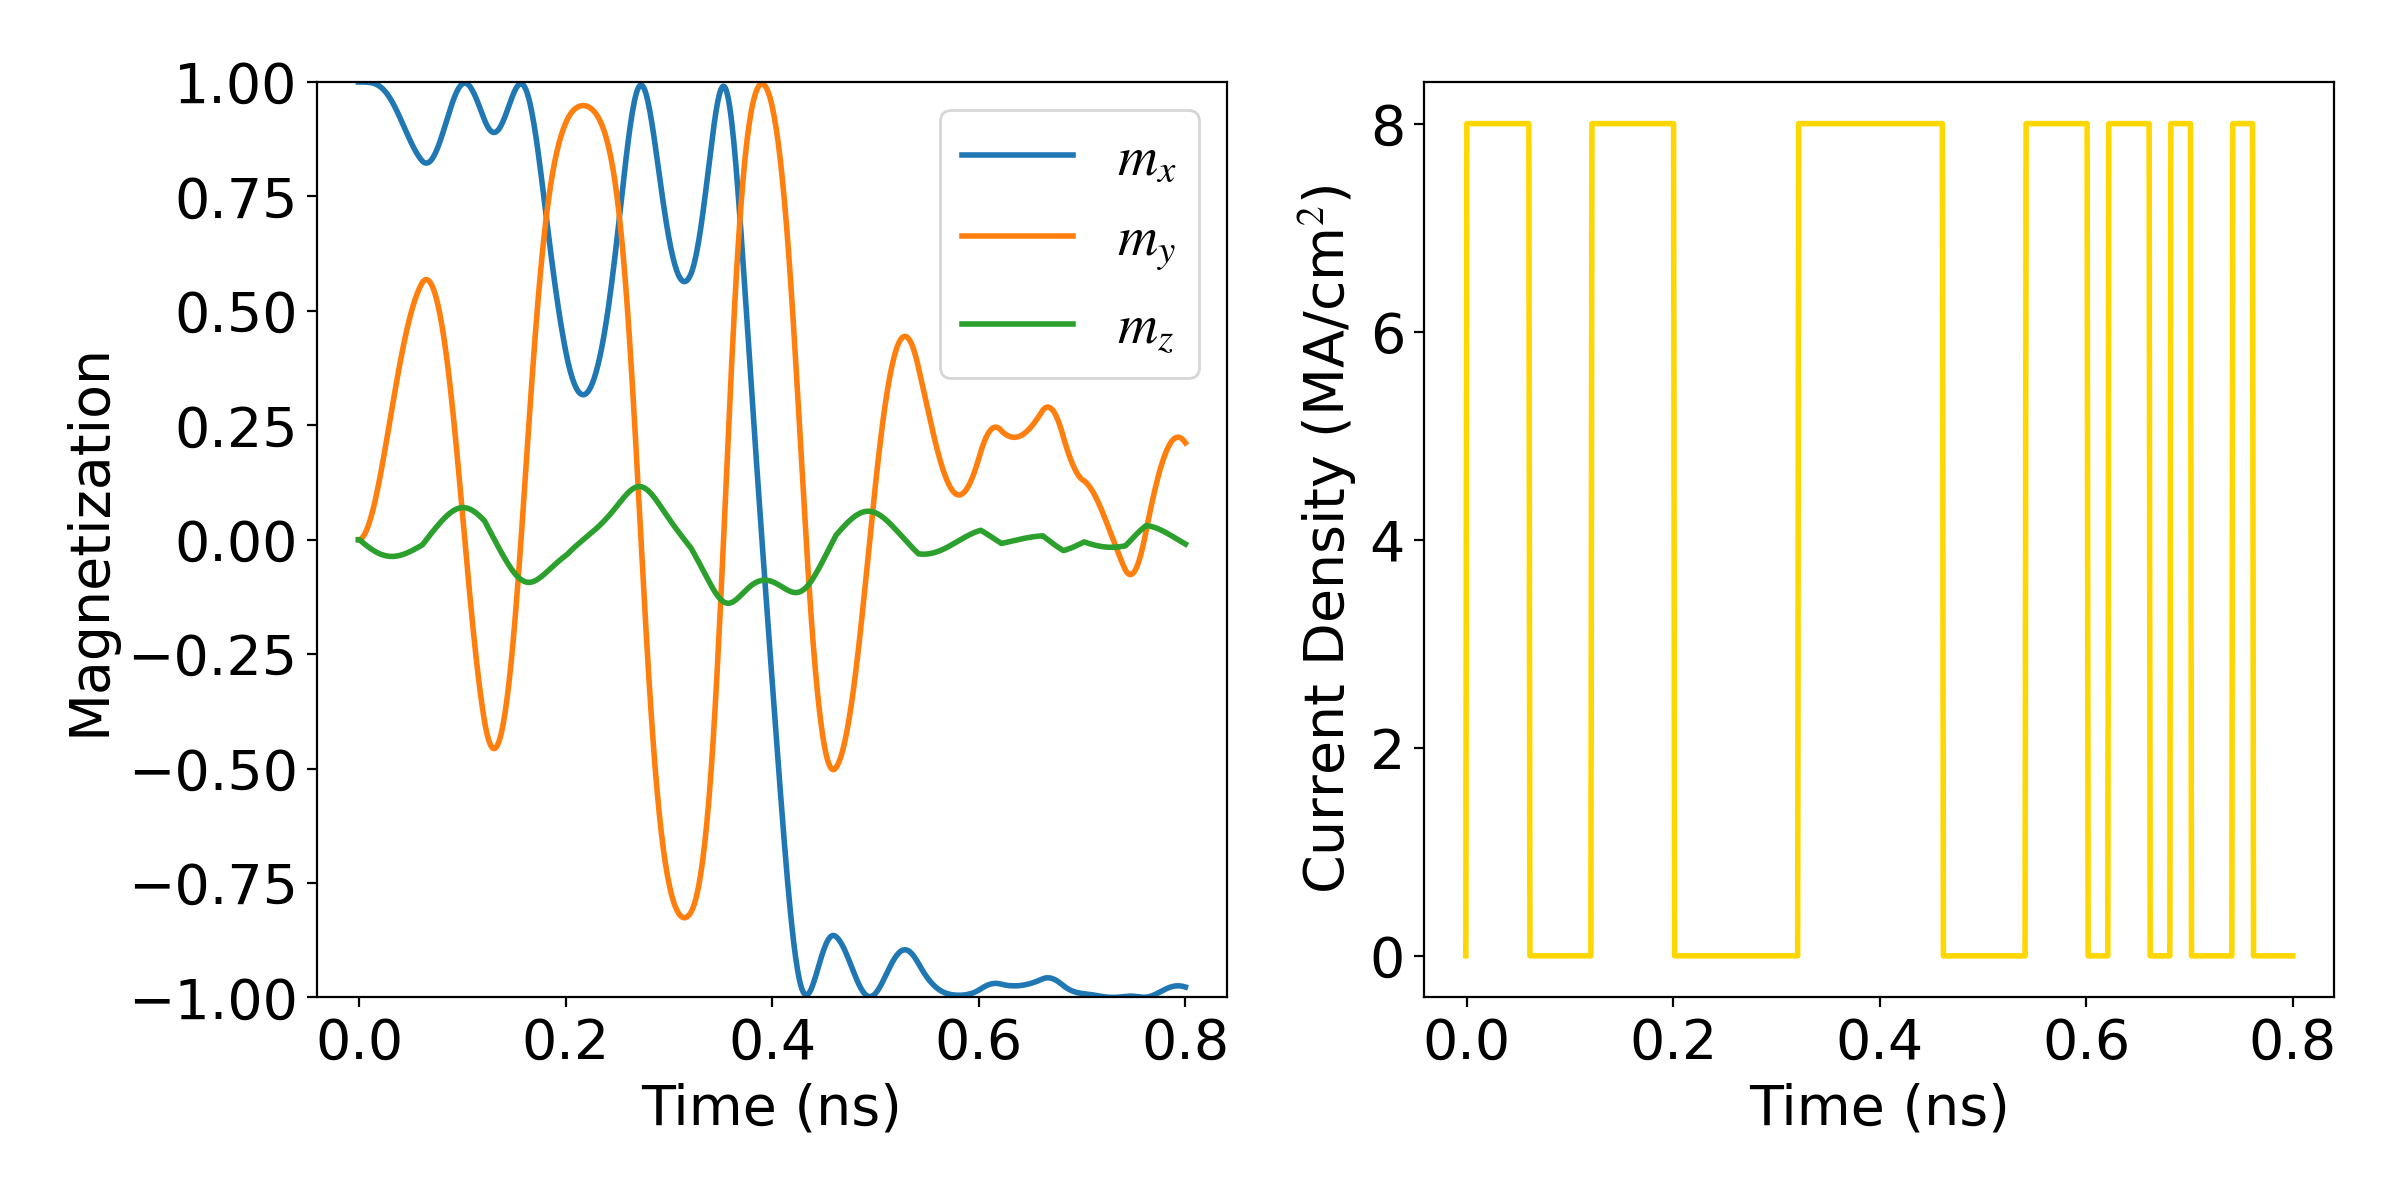 Magnetization
1.00
0.75
0.50
0.25
0.00
−0.25
−0.50
−0.75
−1.00
0.0 0.2 0.4 0.6 0.8
Time (ns)
m_x
m_y
m_z
Current Density (MA/cm²)
8
6
4
2
0
0.0 0.2 0.4 0.6 0.8
Time (ns)